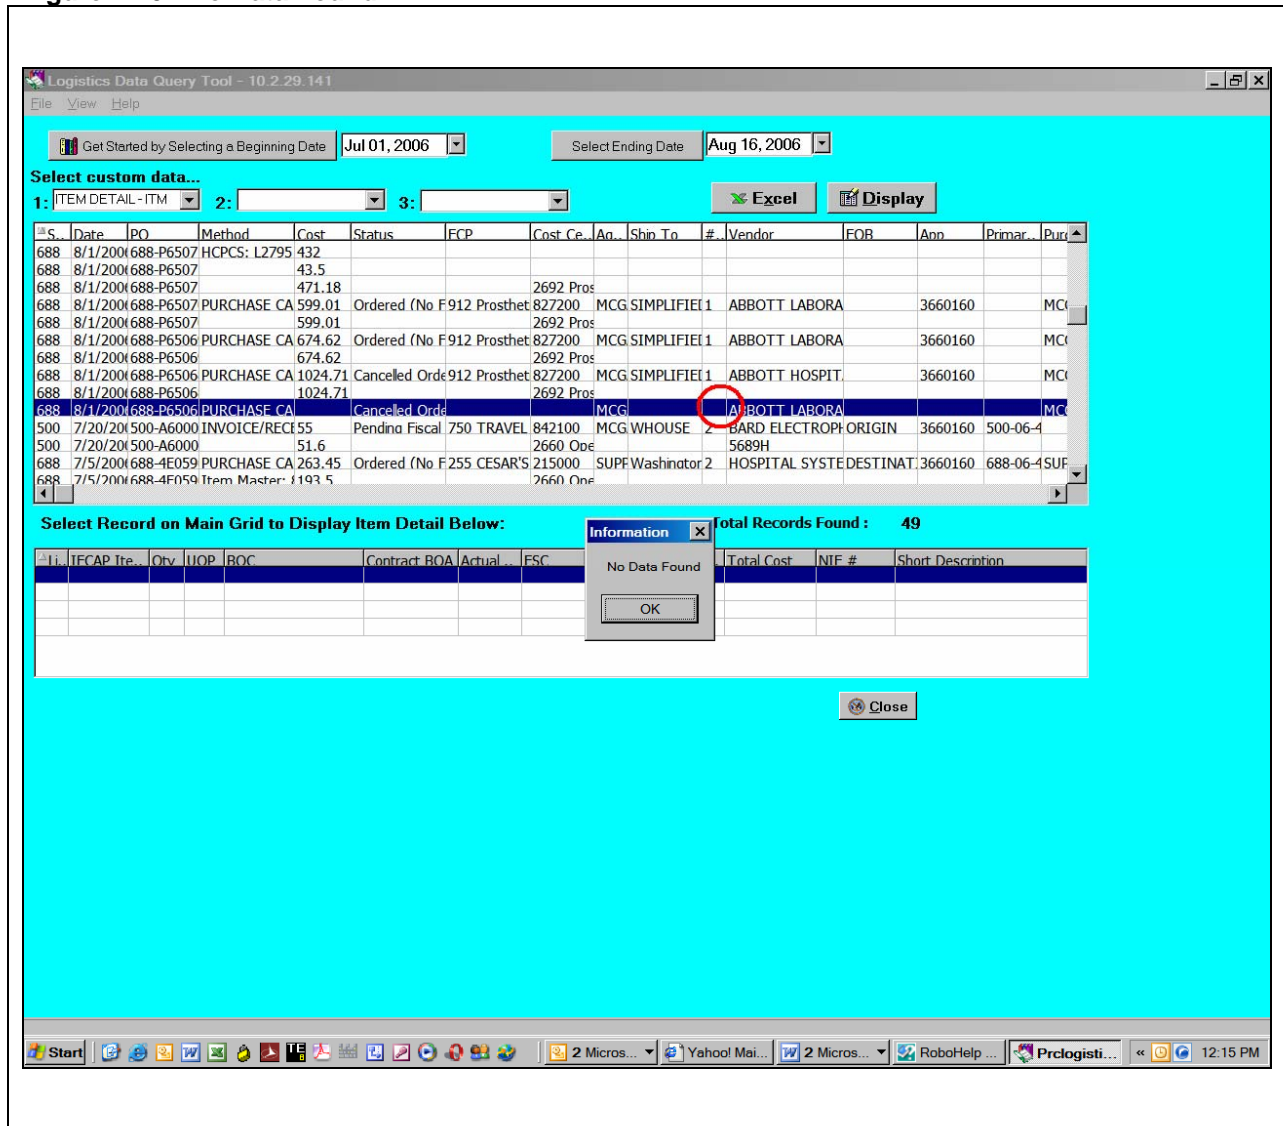 Logistics Data Query Tool - 10.2.29.141
File View Help
Get Started by Selecting a Beginning Date Jul 01, 2006 Select Ending Date Aug 16, 2006
Select custom data...
1: ITEM DETAIL - ITM 2: 3: Excel Display
S.. Date PO Method Cost Status FCP Cost Ce.. Ag.. Ship To #.. Vendor FOB App Primar.. Purc
688 8/1/200 688-P6507 HCPCS: L2795 432
688 8/1/200 688-P6507 43.5
688 8/1/200 688-P6507 471.18 2692 Pros
688 8/1/200 688-P6507 PURCHASE CA 599.01 Ordered (No F 912 Prosthet 827200 MCG SIMPLIFIE 1 ABBOTT LABORA 3660160 MC
688 8/1/200 688-P6507 599.01 2692 Pros
688 8/1/200 688-P6506 PURCHASE CA 674.62 Ordered (No F 912 Prosthet 827200 MCG SIMPLIFIE 1 ABBOTT LABORA 3660160 MC
688 8/1/200 688-P6506 674.62 2692 Pros
688 8/1/200 688-P6506 PURCHASE CA 1024.71 Cancelled Orde 912 Prosthet 827200 MCG SIMPLIFIE 1 ABBOTT HOSPIT. 3660160 MC
688 8/1/200 688-P6506 1024.71 2692 Pros
688 8/1/200 688-P6506 PURCHASE CA Cancelled Orde MCG ABBOTT LABORA MC
500 7/20/20 500-A6000 INVOICE/RECE 55 Pending Fiscal 750 TRAVEL 842100 MCG WHOUSE 2 BARD ELECTROPH ORIGIN 3660160 500-06-4
500 7/20/20 500-A6000 51.6 2660 Ope 5689H
688 7/5/200 688-4E059 PURCHASE CA 263.45 Ordered (No F 255 CESAR'S 215000 SUPF Washington 2 HOSPITAL SYSTE DESTINAT 3660160 688-06-4 SUF
688 7/5/200 688-4E059 Item Master: 193.5 2660 Ope
Select Record on Main Grid to Display Item Detail Below: Total Records Found : 49
Li.. IFCAP Ite.. Qty UOP BOC Contract BOA Actual .. FSC Total Cost NIF # Short Description
Information
No Data Found
OK
Close
Start 2 Micros... Yahoo! Mai... 2 Micros... RoboHelp ... Prclogisti... « 12:15 PM